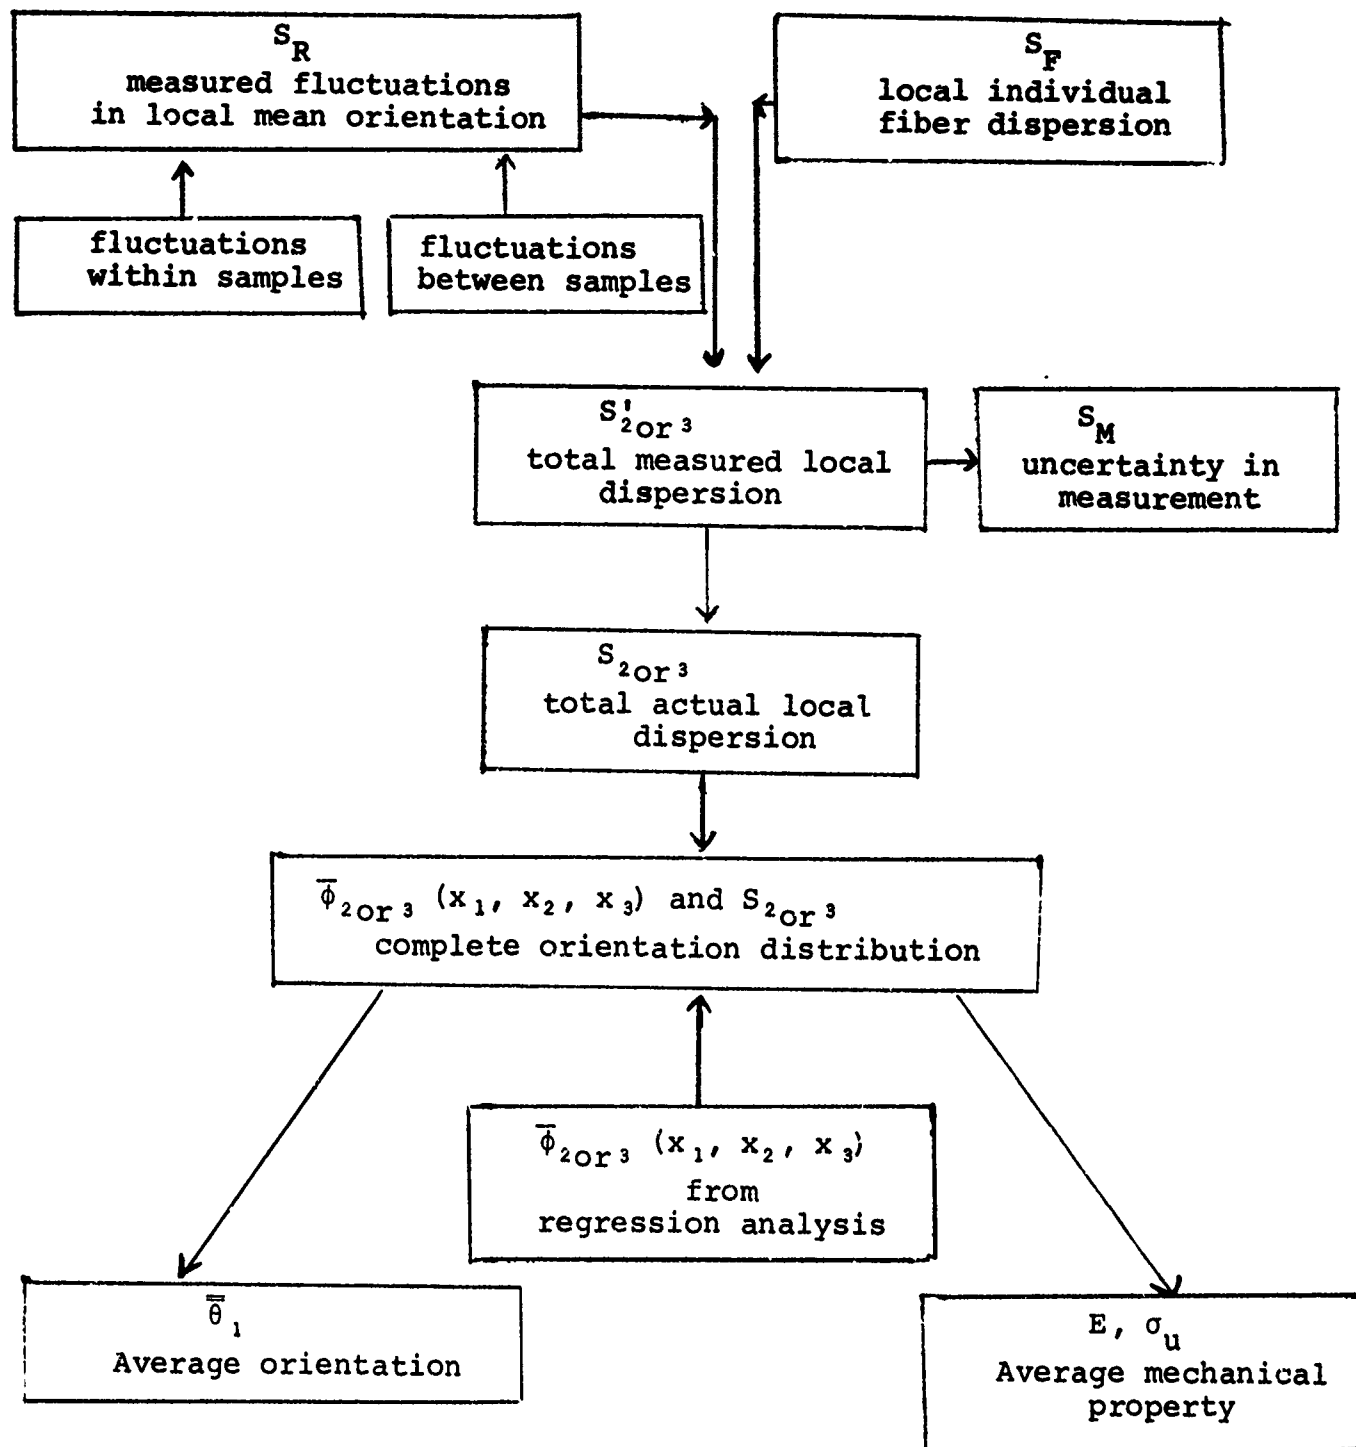 S_R
measured fluctuations
in local mean orientation
S_F
local individual
fiber dispersion
fluctuations
within samples
fluctuations
between samples
S'_2or3
total measured local
dispersion
S_M
uncertainty in
measurement
S_2or3
total actual local
dispersion
ϕ̅_2or3 (x_1, x_2, x_3) and S_2or3
complete orientation distribution
ϕ̅_2or3 (x_1, x_2, x_3)
from
regression analysis
θ̿_1
Average orientation
E, σ_u
Average mechanical
property